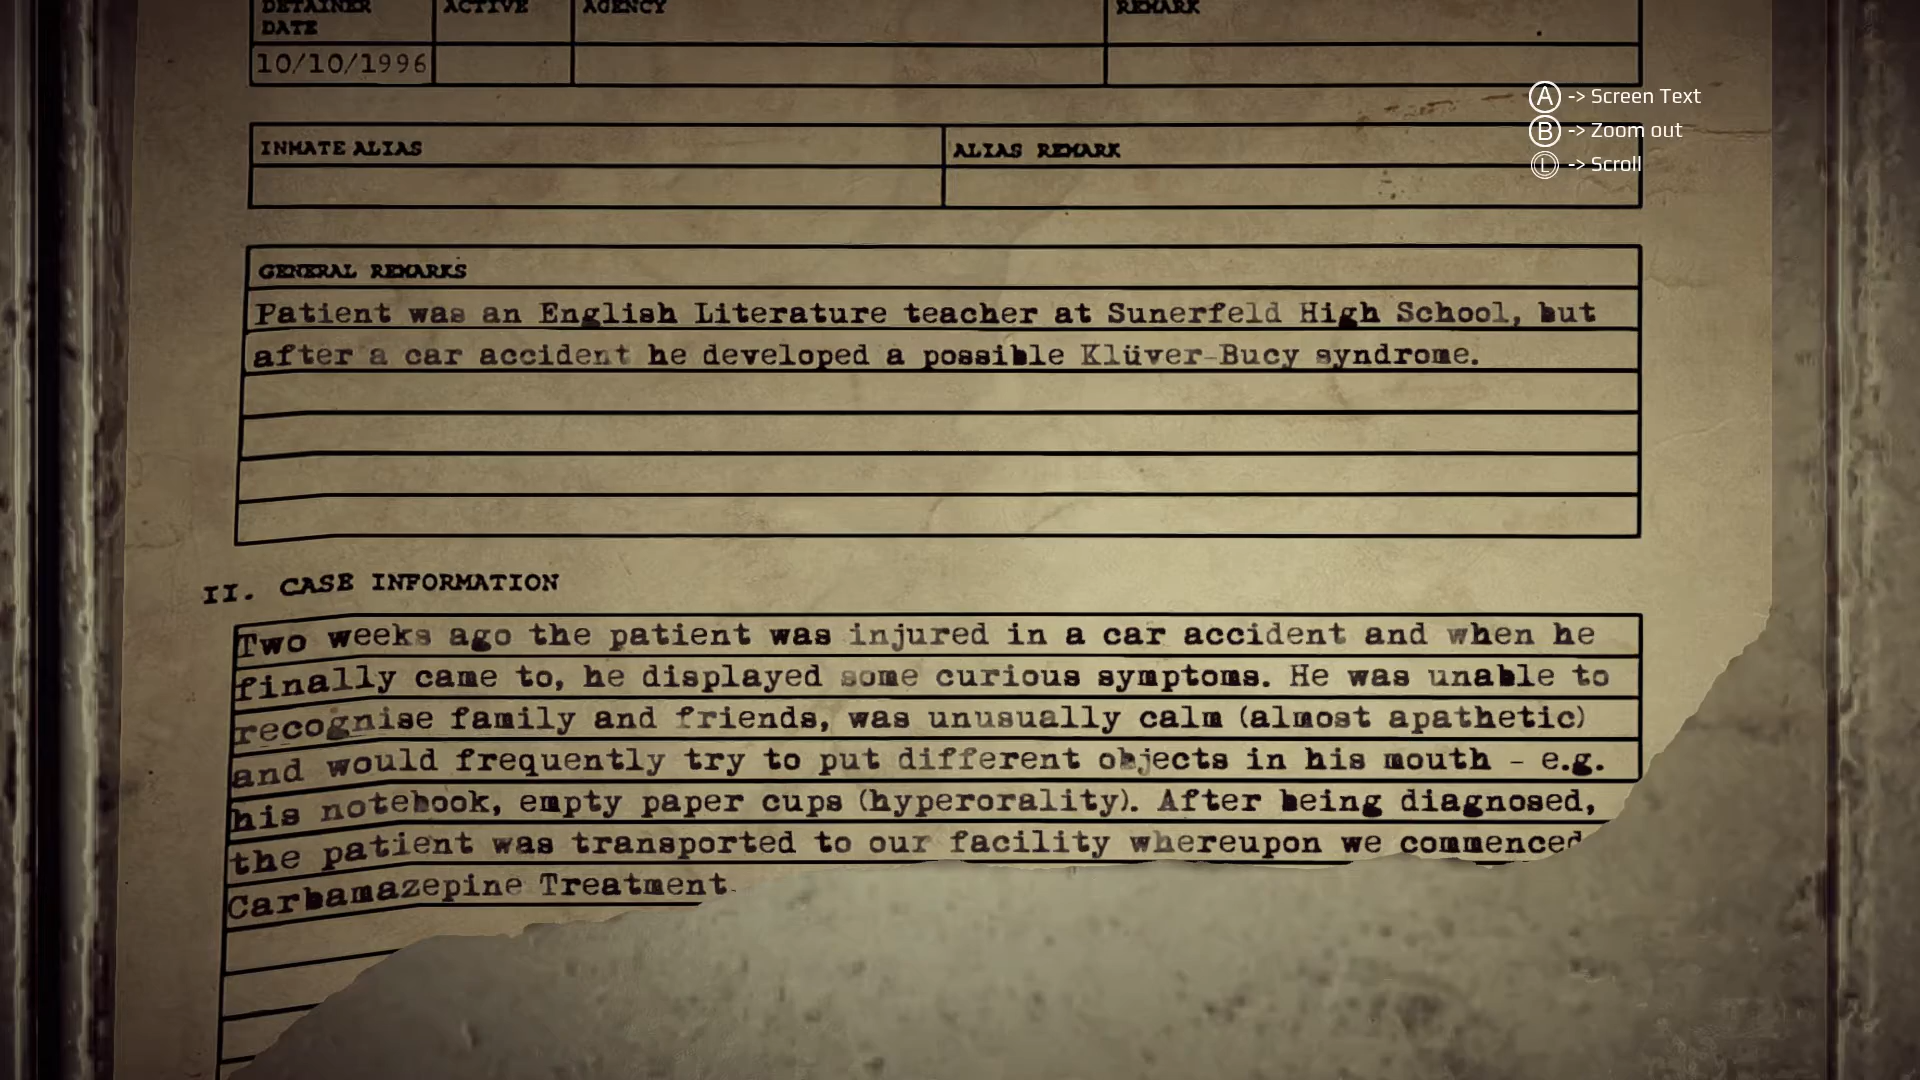 DETAINER ACTIVE AGENCY REMARK
DATE
10/10/1996
A -> Screen Text
B -> Zoom out
INMATE ALIAS ALIAS REMARK
L -> Scroll
GENERAL REMARKS
Patient was an English Literature teacher at Sunerfeld High School, but
after a car accident he developed a possible Klüver-Bucy syndrome.
II. CASE INFORMATION
Two weeks ago the patient was injured in a car accident and when he
finally came to, he displayed some curious symptoms. He was unable to
recognise family and friends, was unusually calm (almost apathetic)
and would frequently try to put different objects in his mouth - e.g.
his notebook, empty paper cups (hyperorality). After being diagnosed,
the patient was transported to our facility whereupon we commenced
Carbamazepine Treatment.